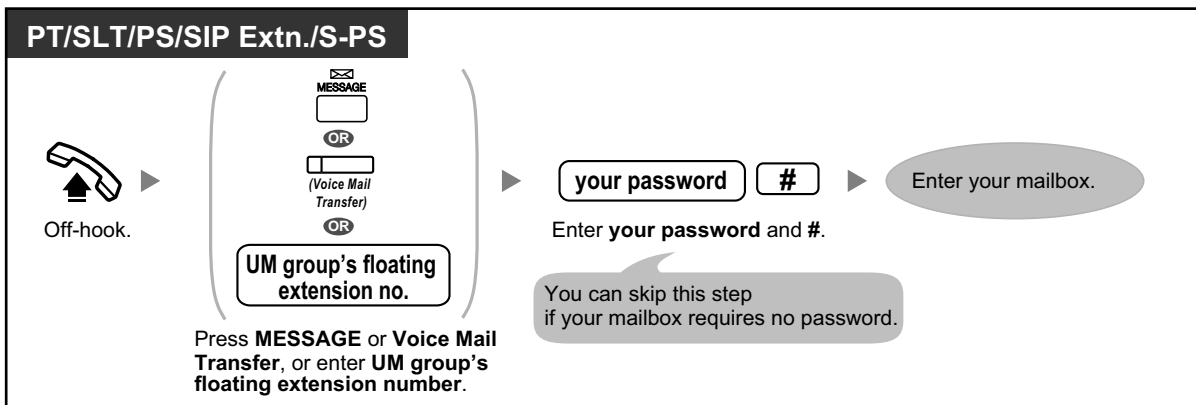 PT/SLT/PS/SIP Extn./S-PS
MESSAGE
OR
(Voice Mail
Transfer)
OR
UM group's floating
extension no.
Off-hook.
Press MESSAGE or Voice Mail
Transfer, or enter UM group's
floating extension number.
your password
#
Enter your password and #.
You can skip this step
if your mailbox requires no password.
Enter your mailbox.